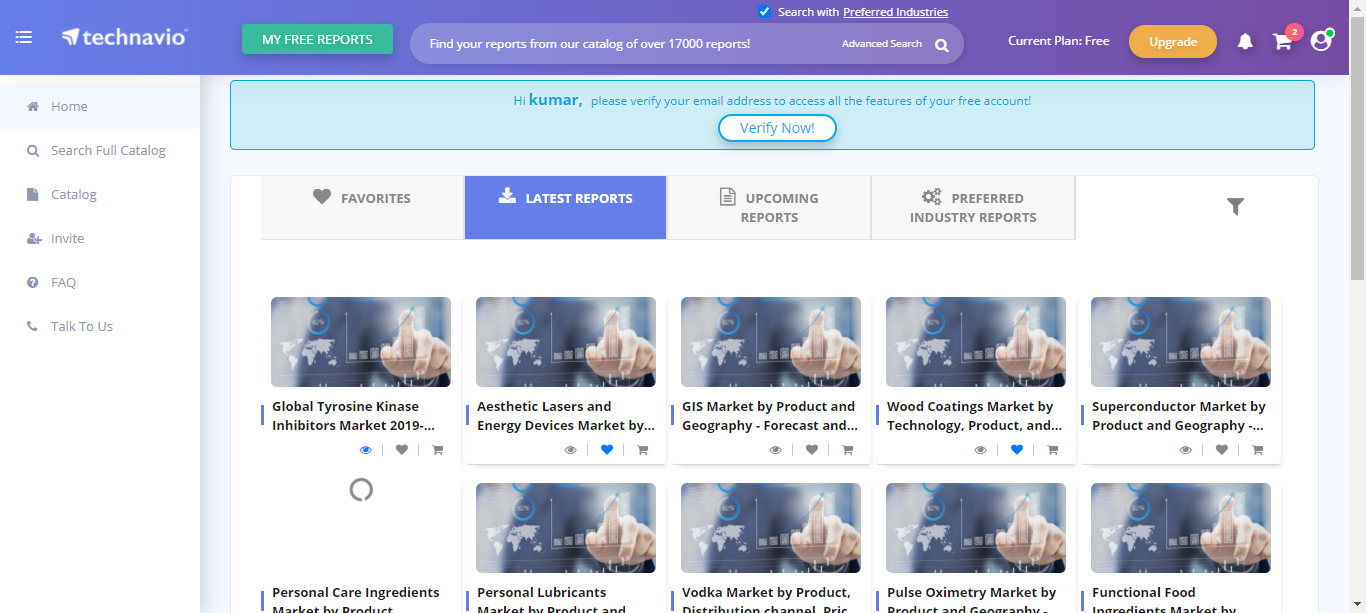 Search with Preferred Industries
technavio
MY FREE REPORTS
Find your reports from our catalog of over 17000 reports!
Advanced Search
Current Plan: Free
Upgrade
2
Home
Search Full Catalog
Catalog
Invite
FAQ
Talk To Us
Hi kumar, please verify your email address to access all the features of your free account!
Verify Now!
FAVORITES
LATEST REPORTS
UPCOMING
REPORTS
PREFERRED
INDUSTRY REPORTS
Global Tyrosine Kinase
Inhibitors Market 2019-...
Aesthetic Lasers and
Energy Devices Market by...
GIS Market by Product and
Geography - Forecast and...
Wood Coatings Market by
Technology, Product, and...
Superconductor Market by
Product and Geography -...
Personal Care Ingredients
Market by Product
Personal Lubricants
Market by Product and
Vodka Market by Product,
Distribution channel, Pric
Pulse Oximetry Market by
Product and Geography -
Functional Food
Ingredients Market by